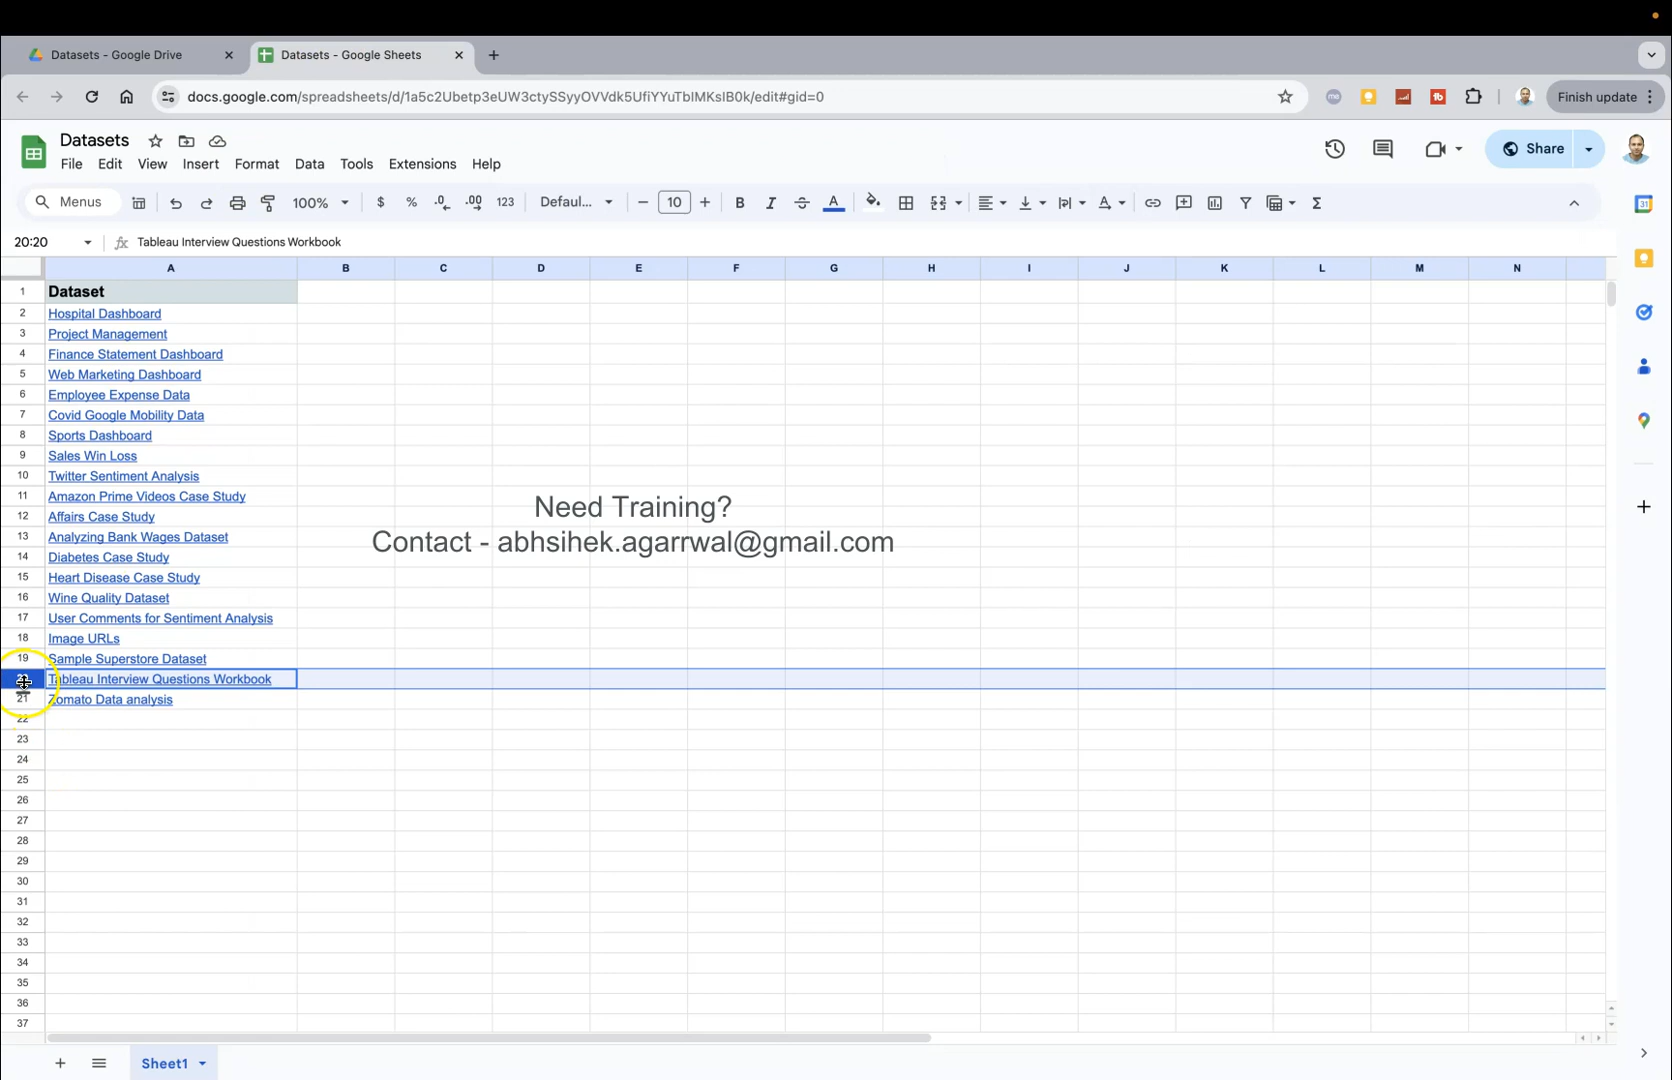 Datasets - Google Drive
Datasets - Google Sheets
docs.google.com/spreadsheets/d/1a5c2Ubetp3eUW3ctySSyyOVVdk5UfiYYuTbIMKsIB0k/edit#gid=0
Finish update
Datasets
File Edit View Insert Format Data Tools Extensions Help
Share
Menus 100% $ % .0 .00 123 Defaul... 10 B I A
31
20:20 fx Tableau Interview Questions Workbook
A B C D E F G H I J K L M N
1 Dataset
2 Hospital Dashboard
3 Project Management
4 Finance Statement Dashboard
5 Web Marketing Dashboard
6 Employee Expense Data
7 Covid Google Mobility Data
8 Sports Dashboard
9 Sales Win Loss
10 Twitter Sentiment Analysis
11 Amazon Prime Videos Case Study
12 Affairs Case Study
13 Analyzing Bank Wages Dataset
14 Diabetes Case Study
15 Heart Disease Case Study
16 Wine Quality Dataset
17 User Comments for Sentiment Analysis
18 Image URLs
19 Sample Superstore Dataset
Tableau Interview Questions Workbook
21 Zomato Data analysis
22
23
24
25
26
27
28
29
30
31
32
33
34
35
36
37
Need Training?
Contact - abhsihek.agarrwal@gmail.com
Sheet1